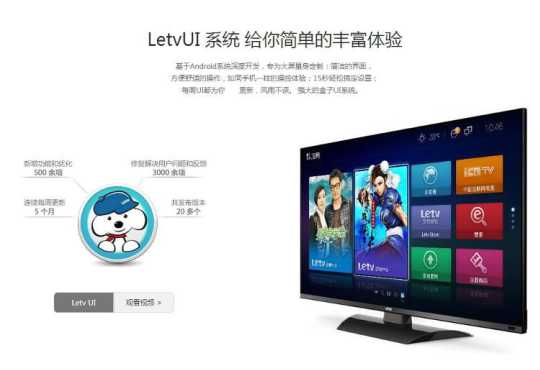 LetvUI 系统 给你简单的丰富体验
基于Android系统深度开发，专为大屏量身定制：简洁的界面，
方便舒适的操作，如同手机一样的操控体验；15秒轻松搞定设置；
每周UI都为你 更新，风雨不误。强大的盒子UI系统。
新增功能和优化
500 余项
修复解决用户问题和反馈
3000 余项
连续每周更新
5 个月
共发布版本
20 多个
Letv UI
观看视频 >
10:46
Letv
Letv Store
Letv
Letv